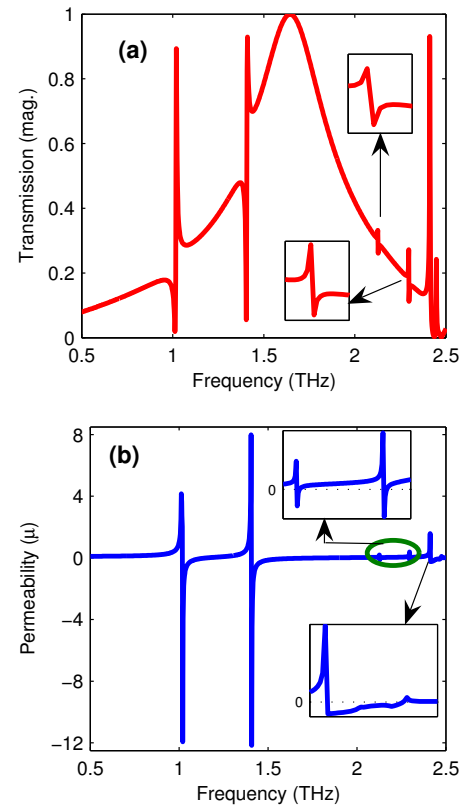 (a)
Transmission (mag.)
1
0.8
0.6
0.4
0.2
0
0.5 1 1.5 2 2.5
Frequency (THz)
(b)
Permeability (μ)
8
4
0
−4
−8
−12
0
0
0.5 1 1.5 2 2.5
Frequency (THz)